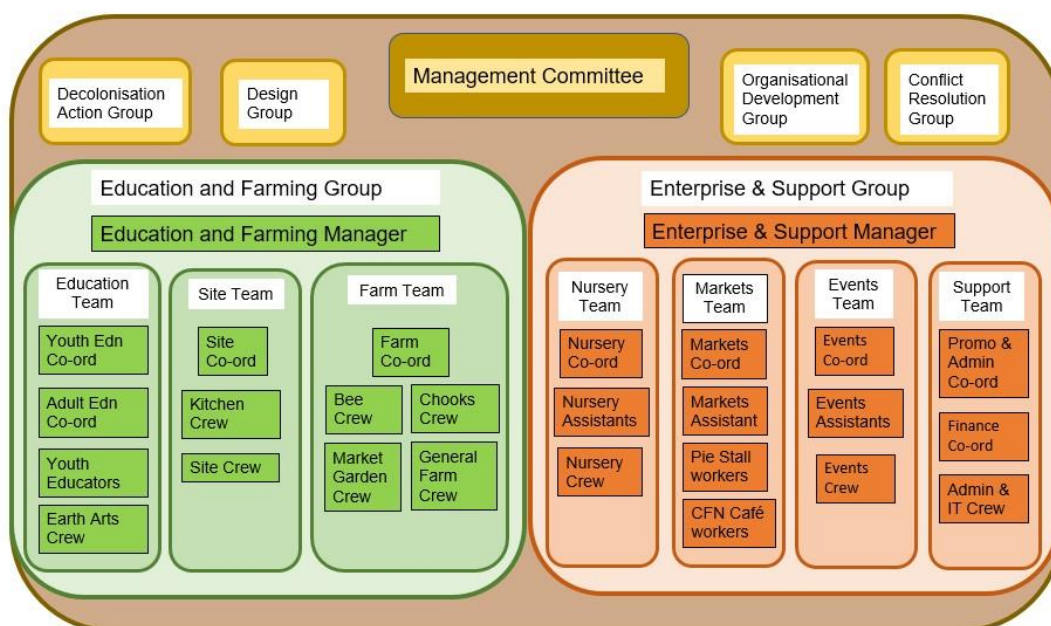 Management Committee
Decolonisation
Action Group
Design
Group
Organisational
Development
Group
Conflict
Resolution
Group
Education and Farming Group
Education and Farming Manager
Education
Team
Youth Edn
Co-ord
Adult Edn
Co-ord
Youth
Educators
Earth Arts
Crew
Site Team
Site
Co-ord
Kitchen
Crew
Site Crew
Farm Team
Farm
Co-ord
Bee
Crew
Chooks
Crew
Market
Garden
Crew
General
Farm
Crew
Enterprise & Support Group
Enterprise & Support Manager
Nursery
Team
Nursery
Co-ord
Nursery
Assistants
Nursery
Crew
Markets
Team
Markets
Co-ord
Markets
Assistant
Pie Stall
workers
CFN Café
workers
Events
Team
Events
Co-ord
Events
Assistants
Events
Crew
Support
Team
Promo &
Admin
Co-ord
Finance
Co-ord
Admin &
IT Crew